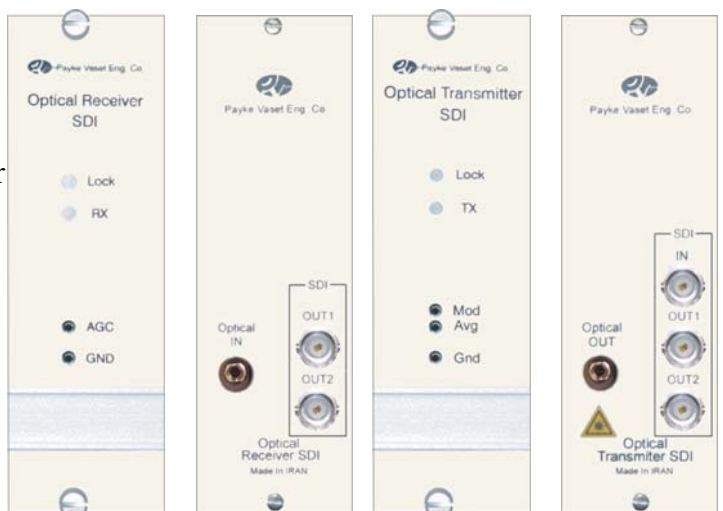 Payke Vaset Eng. Co.
Optical Receiver
SDI
Lock
RX
AGC
GND
Payke Vaset Eng. Co.
SDI
OUT1
Optical
IN
OUT2
Optical
Receiver SDI
Made In IRAN
Payke Vaset Eng. Co.
Optical Transmitter
SDI
Lock
TX
Mod
Avg
Gnd
Payke Vaset Eng. Co.
SDI
IN
OUT1
Optical
OUT
OUT2
Optical
Transmiter SDI
Made In IRAN
r